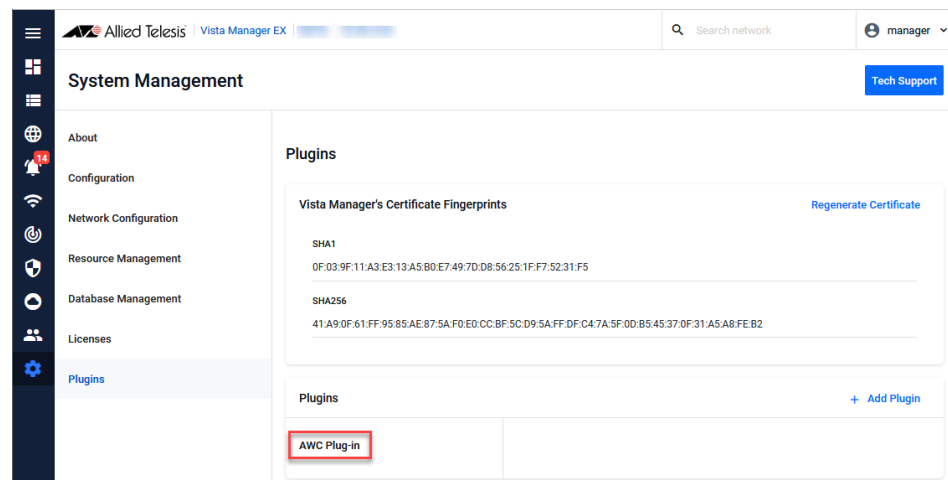 Allied Telesis Vista Manager EX
Search network
manager
System Management
Tech Support
14
About
Configuration
Network Configuration
Resource Management
Database Management
Licenses
Plugins
Plugins
Vista Manager's Certificate Fingerprints
Regenerate Certificate
SHA1
0F:03:9F:11:A3:E3:13:A5:B0:E7:49:7D:D8:56:25:1F:F7:52:31:F5
SHA256
41:A9:0F:61:FF:95:85:AE:87:5A:F0:E0:CC:BF:5C:D9:5A:FF:DF:C4:7A:5F:0D:B5:45:37:0F:31:A5:A8:FE:B2
Plugins
+ Add Plugin
AWC Plug-in